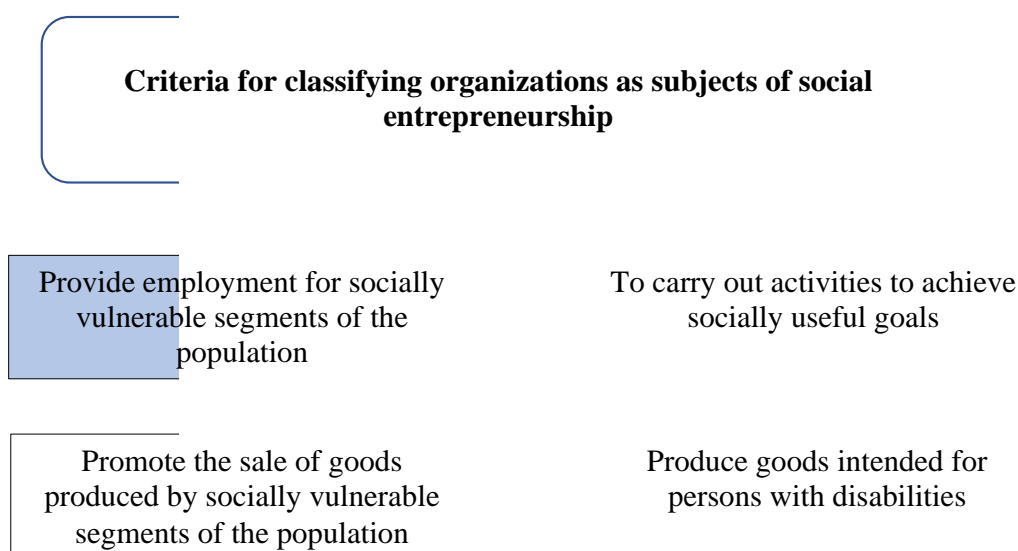 Criteria for classifying organizations as subjects of social
entrepreneurship
Provide employment for socially
vulnerable segments of the
population
To carry out activities to achieve
socially useful goals
Promote the sale of goods
produced by socially vulnerable
segments of the population
Produce goods intended for
persons with disabilities